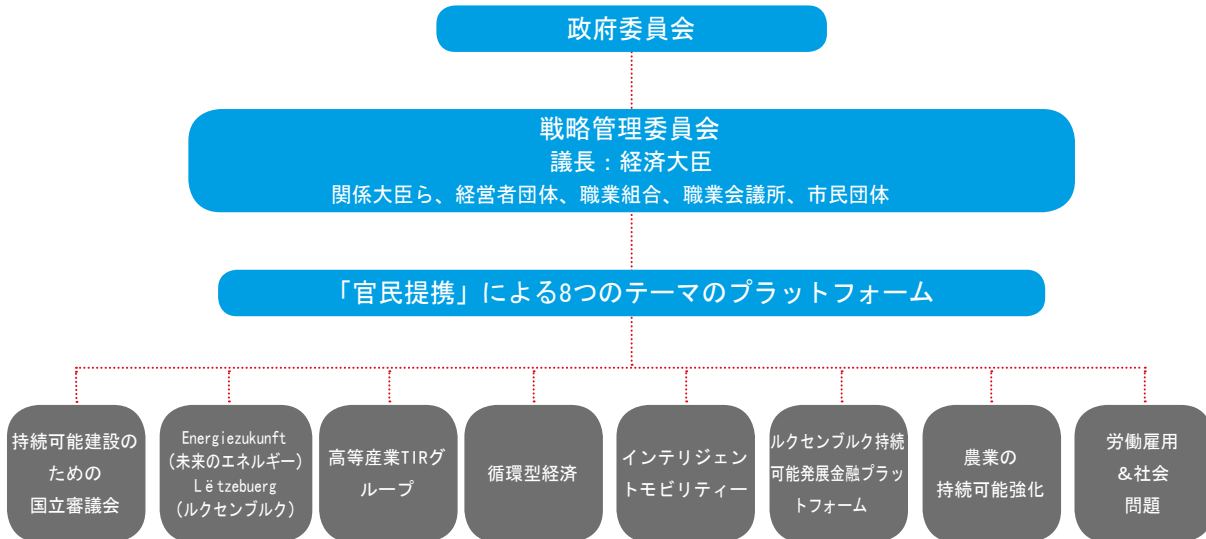 政府委員会
戦略管理委員会
議長：経済大臣
関係大臣ら、経営者団体、職業組合、職業会議所、市民団体
「官民提携」による8つのテーマのプラットフォーム
持続可能建設の
ための
国立審議会
Energiezukunft
(未来のエネルギー)
Lëtzebuerg
(ルクセンブルク)
高等産業TIRグ
ループ
循環型経済
インテリジェン
トモビリティー
ルクセンブルク持続
可能発展金融プラッ
トフォーム
農業の
持続可能強化
労働雇用
&社会
問題